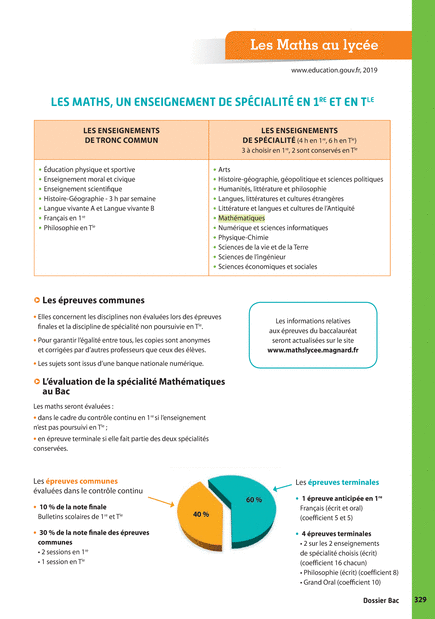 Les Maths au lycée
www.education.gouv.fr, 2019
LES MATHS, UN ENSEIGNEMENT DE SPÉCIALITÉ EN 1RE ET EN TLE
LES ENSEIGNEMENTS
DE TRONC COMMUN
LES ENSEIGNEMENTS
DE SPÉCIALITÉ (4 h en 1re, 6 h en Tle)
3 à choisir en 1re, 2 sont conservés en Tle
• Éducation physique et sportive
• Enseignement moral et civique
• Enseignement scientifique
• Histoire-Géographie - 3 h par semaine
• Langue vivante A et Langue vivante B
• Français en 1re
• Philosophie en Tle
• Arts
• Histoire-géographie, géopolitique et sciences politiques
• Humanités, littérature et philosophie
• Langues, littératures et cultures étrangères
• Littérature et langues et cultures de l'Antiquité
• Mathématiques
• Numérique et sciences informatiques
• Physique-Chimie
• Sciences de la vie et de la Terre
• Sciences de l'ingénieur
• Sciences économiques et sociales
Les épreuves communes
• Elles concernent les disciplines non évaluées lors des épreuves
finales et la discipline de spécialité non poursuivie en Tle.
• Pour garantir l'égalité entre tous, les copies sont anonymes
et corrigées par d'autres professeurs que ceux des élèves.
• Les sujets sont issus d'une banque nationale numérique.
Les informations relatives
aux épreuves du baccalauréat
seront actualisées sur le site
www.mathslycee.magnard.fr
L'évaluation de la spécialité Mathématiques
au Bac
Les maths seront évaluées :
• dans le cadre du contrôle continu en 1re si l'enseignement
n'est pas poursuivi en Tle ;
• en épreuve terminale si elle fait partie des deux spécialités
conservées.
Les épreuves communes
évaluées dans le contrôle continu
• 10 % de la note finale
Bulletins scolaires de 1re et Tle
• 30 % de la note finale des épreuves
communes
• 2 sessions en 1re
• 1 session en Tle
40 %
60 %
Les épreuves terminales
• 1 épreuve anticipée en 1re
Français (écrit et oral)
(coefficient 5 et 5)
• 4 épreuves terminales
• 2 sur les 2 enseignements
de spécialité choisis (écrit)
(coefficient 16 chacun)
• Philosophie (écrit) (coefficient 8)
• Grand Oral (coefficient 10)
Dossier Bac 329